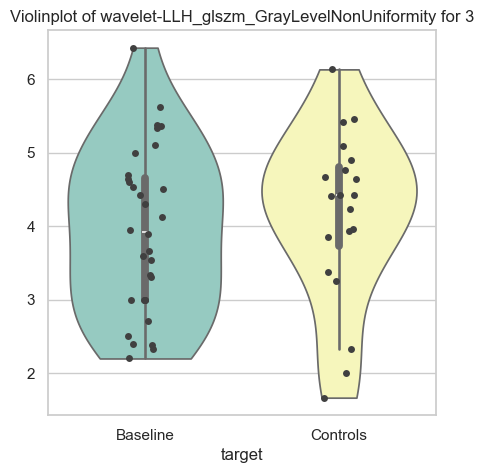 Violinplot of wavelet-LLH_glszm_GrayLevelNonUniformity for 3
6
5
4
3
2
Baseline Controls
target